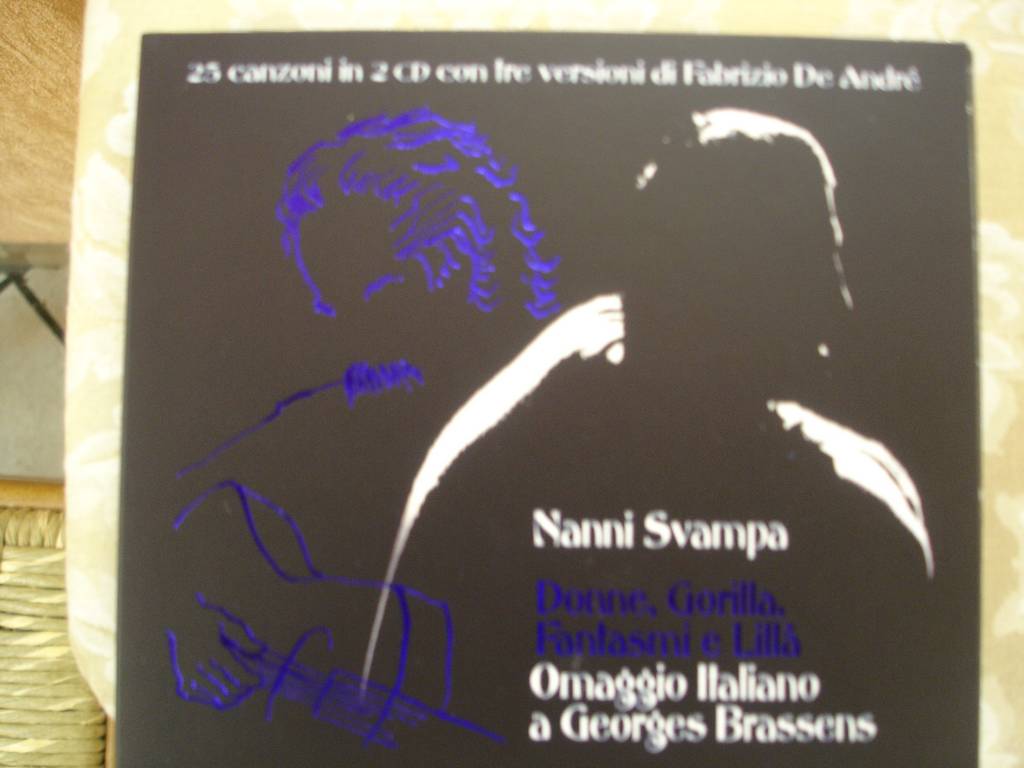 25 canzoni in 2 CD con tre versioni di Fabrizio De André
Nanni Svampa
Donne, Gorilla,
Fantasmi e Lillà
Omaggio Italiano
a Georges Brassens